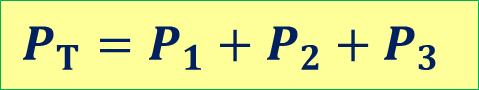 P_T = P_1 + P_2 + P_3